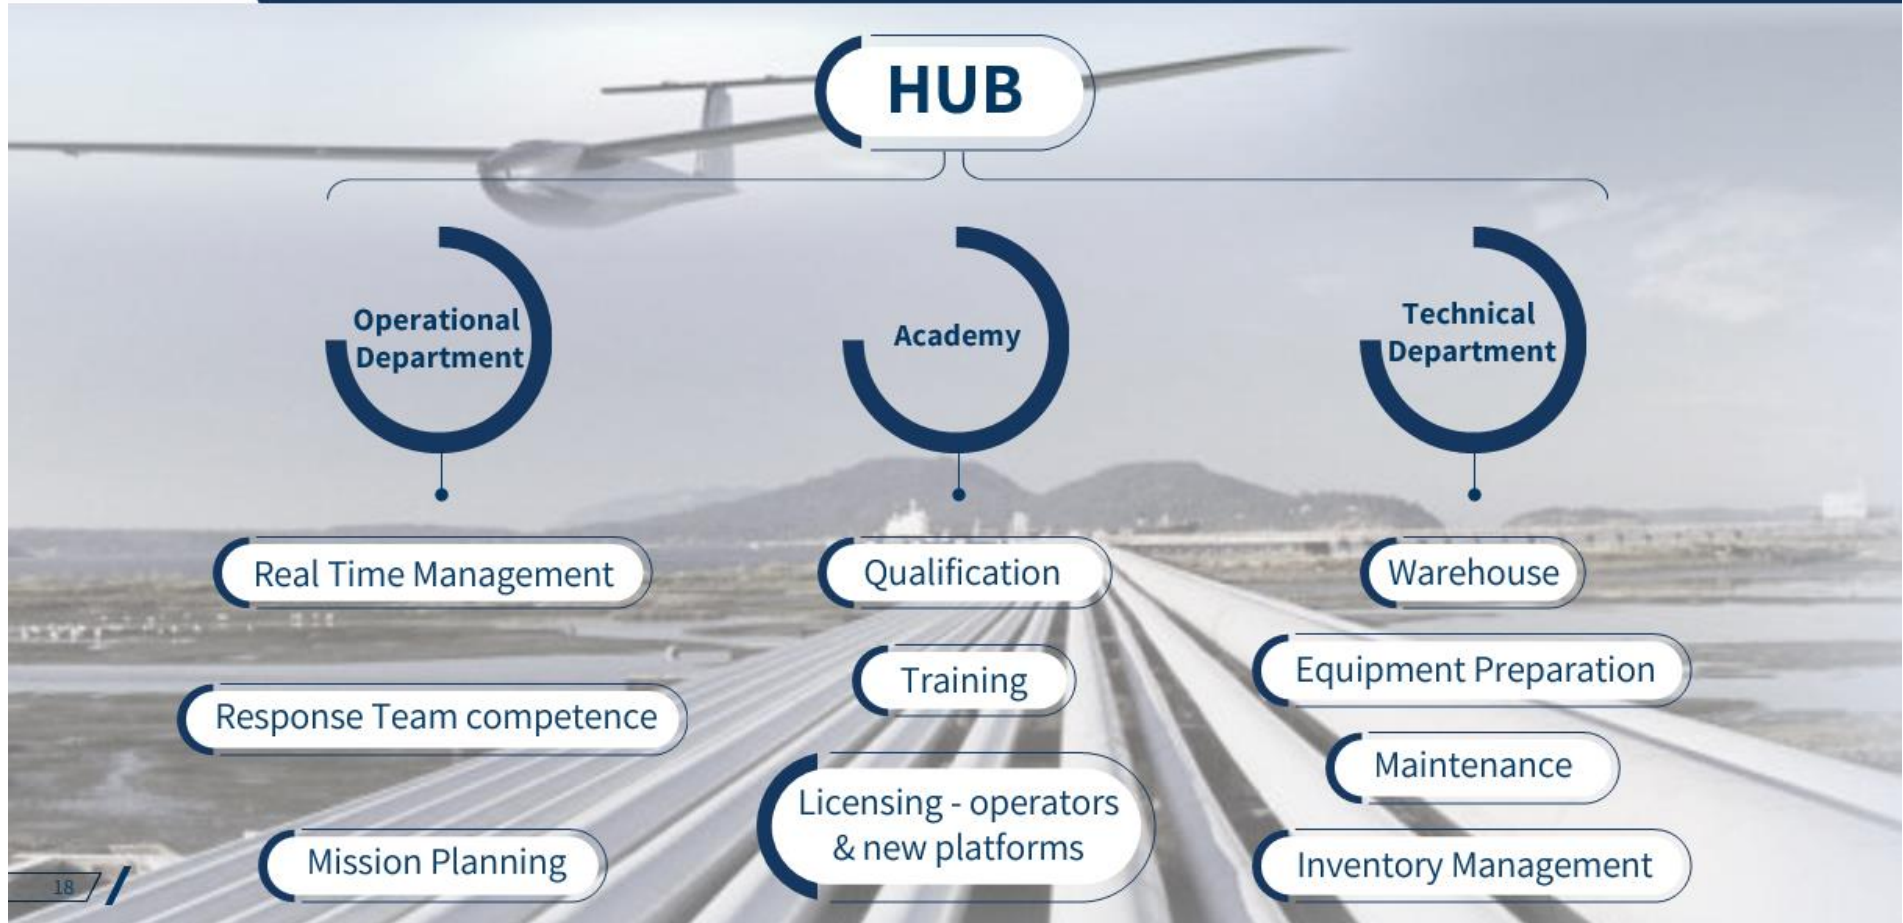 HUB
Operational
Department
Real Time Management
Response Team competence
Mission Planning
Academy
Qualification
Training
Licensing - operators
& new platforms
Technical
Department
Warehouse
Equipment Preparation
Maintenance
Inventory Management
18